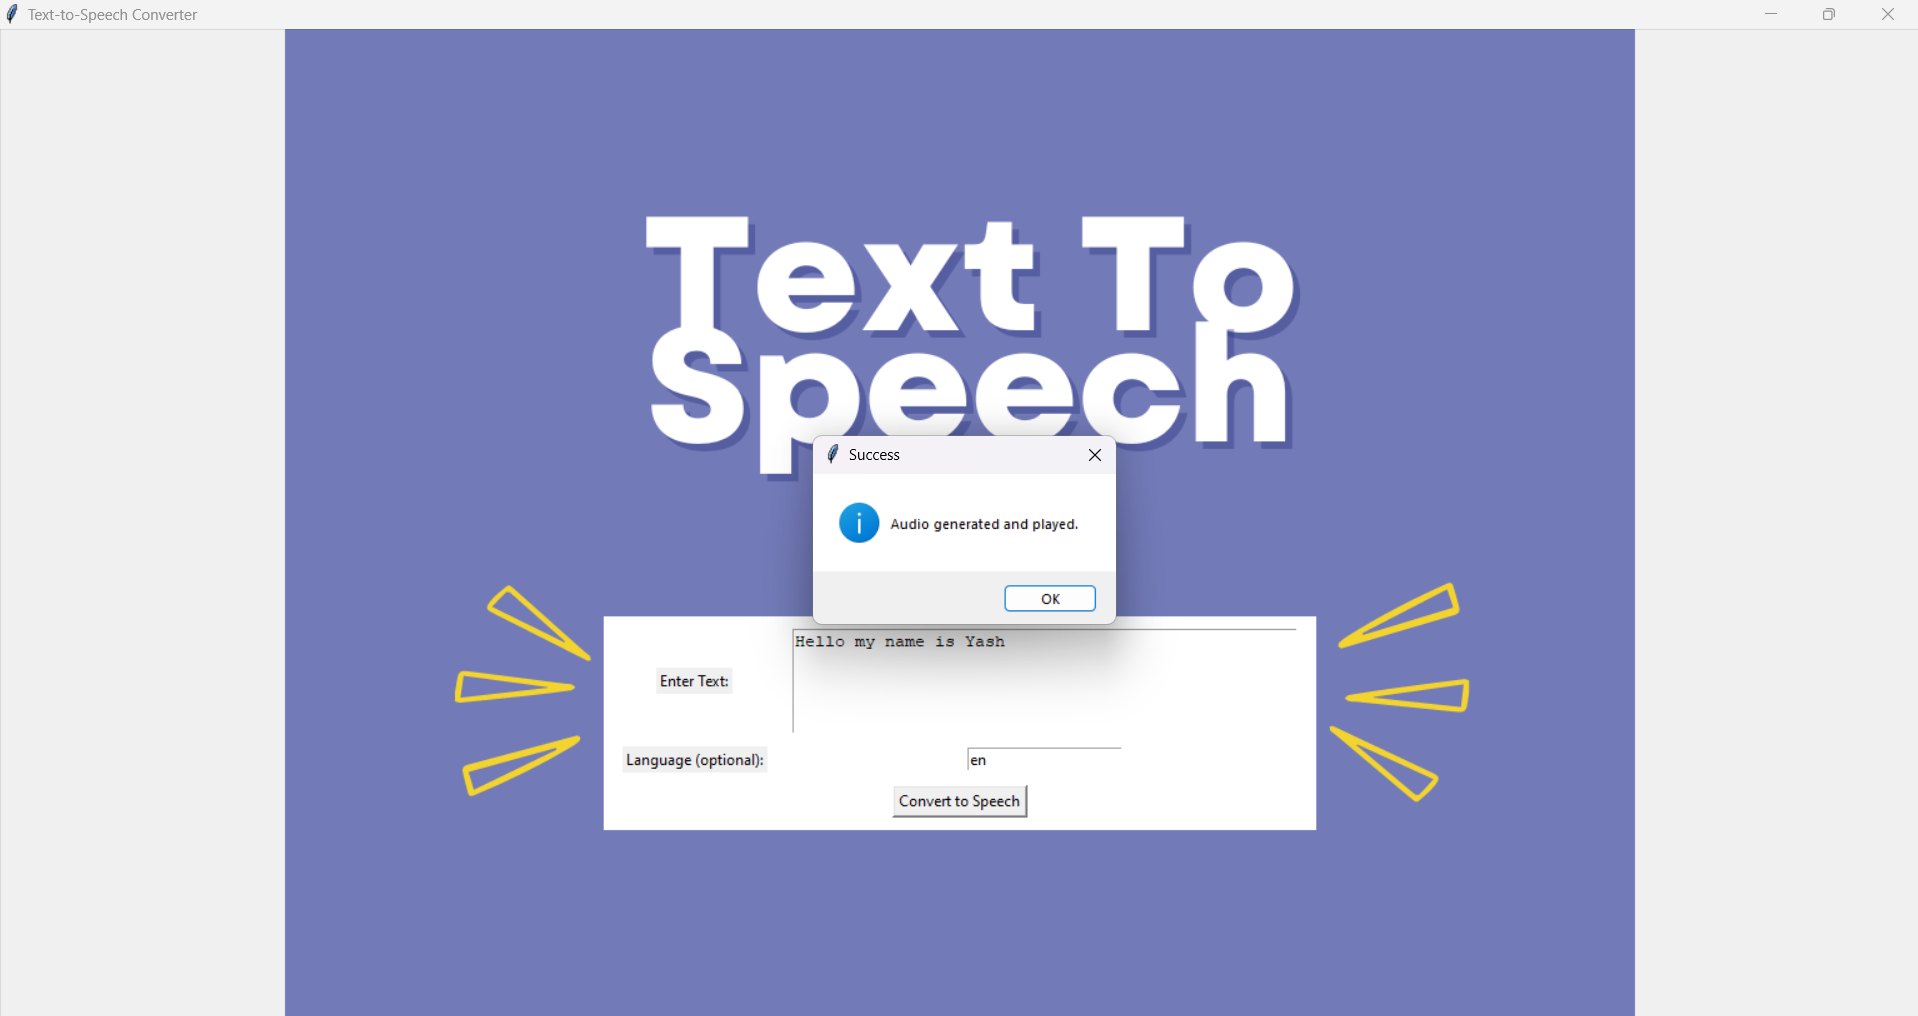 Text-to-Speech Converter
Text To
Speech
Success
Audio generated and played.
OK
Hello my name is Yash
Enter Text:
Language (optional):
en
Convert to Speech